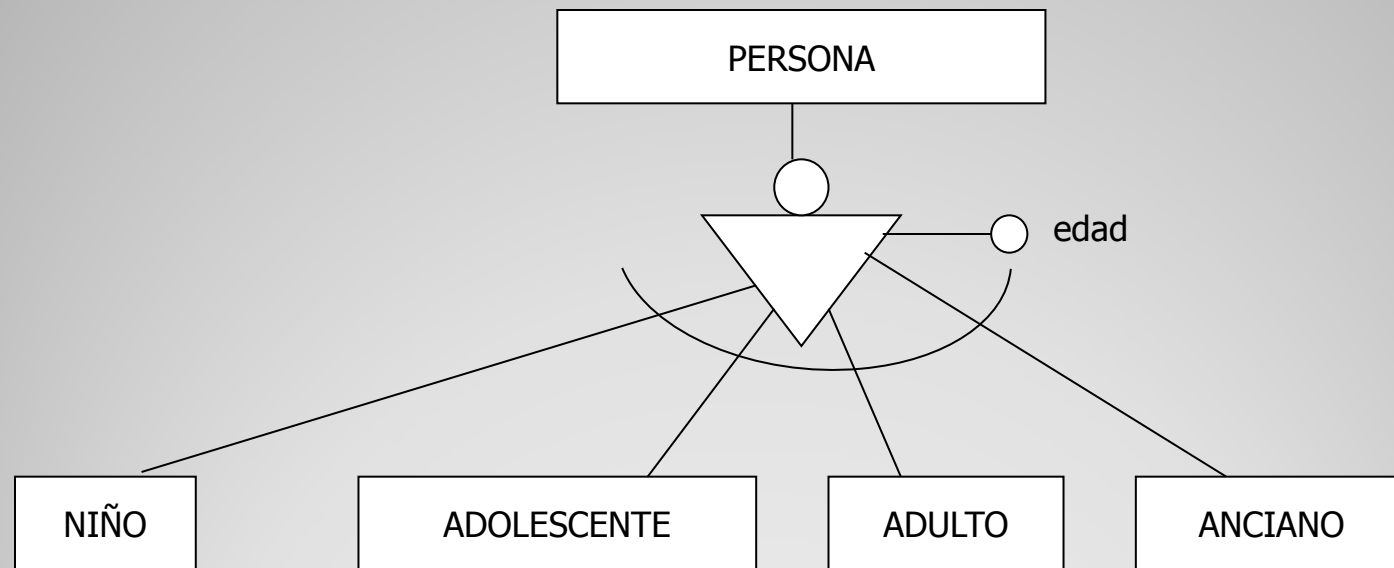 PERSONA
edad
NIÑO
ADOLESCENTE
ADULTO
ANCIANO